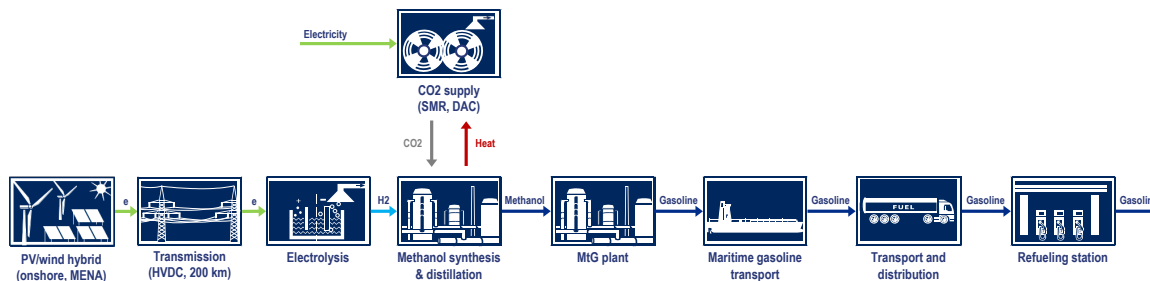 Electricity
CO2 supply
(SMR, DAC)
CO2
Heat
e
e
H2
Methanol
Gasoline
Gasoline
Gasoline
Gasoline
FUEL
PV/wind hybrid
(onshore, MENA)
Transmission
(HVDC, 200 km)
Electrolysis
Methanol synthesis
& distillation
MtG plant
Maritime gasoline
transport
Transport and
distribution
Refueling station